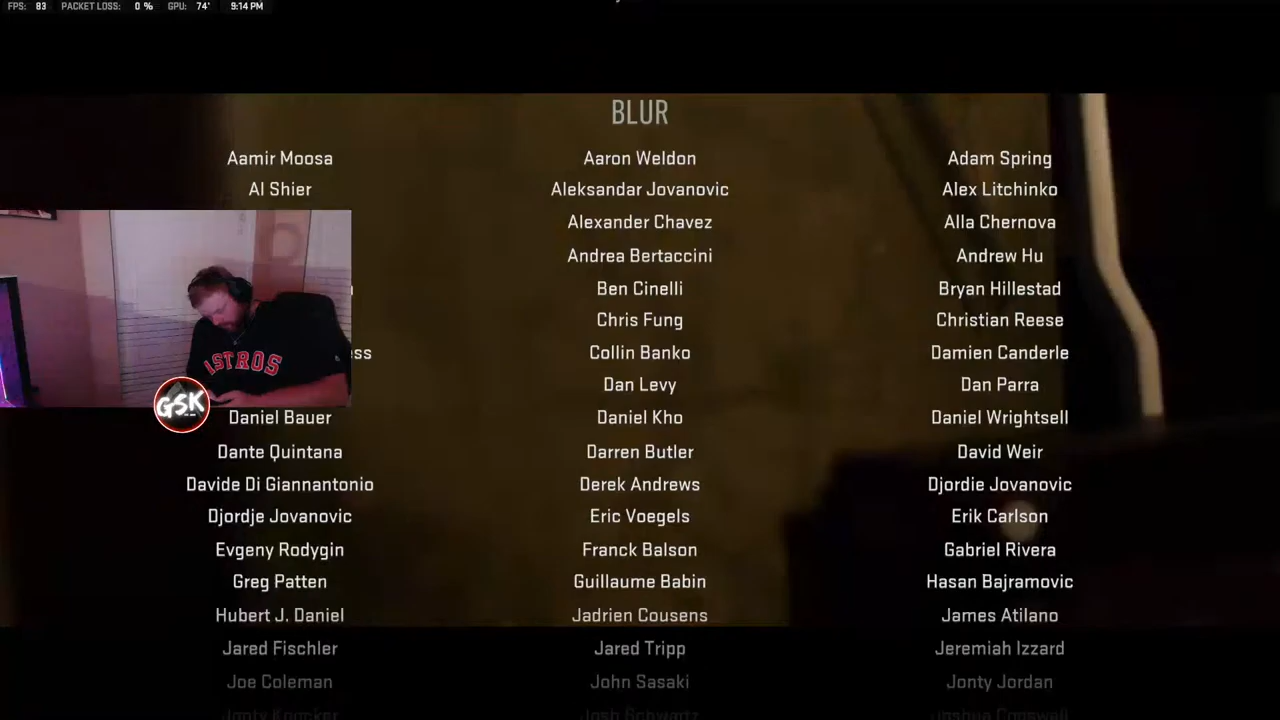 FPS: 83 PACKET LOSS: 0 % GPU: 74° 9:14 PM
BLUR
Aamir Moosa Aaron Weldon Adam Spring
Al Shier Aleksandar Jovanovic Alex Litchinko
Alexander Chavez Alla Chernova
Andrea Bertaccini Andrew Hu
Ben Cinelli Bryan Hillestad
Chris Fung Christian Reese
ess Collin Banko Damien Canderle
ASTROS
Dan Levy Dan Parra
GSK
Daniel Bauer Daniel Kho Daniel Wrightsell
Dante Quintana Darren Butler David Weir
Davide Di Giannantonio Derek Andrews Djordie Jovanovic
Djordje Jovanovic Eric Voegels Erik Carlson
Evgeny Rodygin Franck Balson Gabriel Rivera
Greg Patten Guillaume Babin Hasan Bajramovic
Hubert J. Daniel Jadrien Cousens James Atilano
Jared Fischler Jared Tripp Jeremiah Izzard
Joe Coleman John Sasaki Jonty Jordan
Josh Schwartz